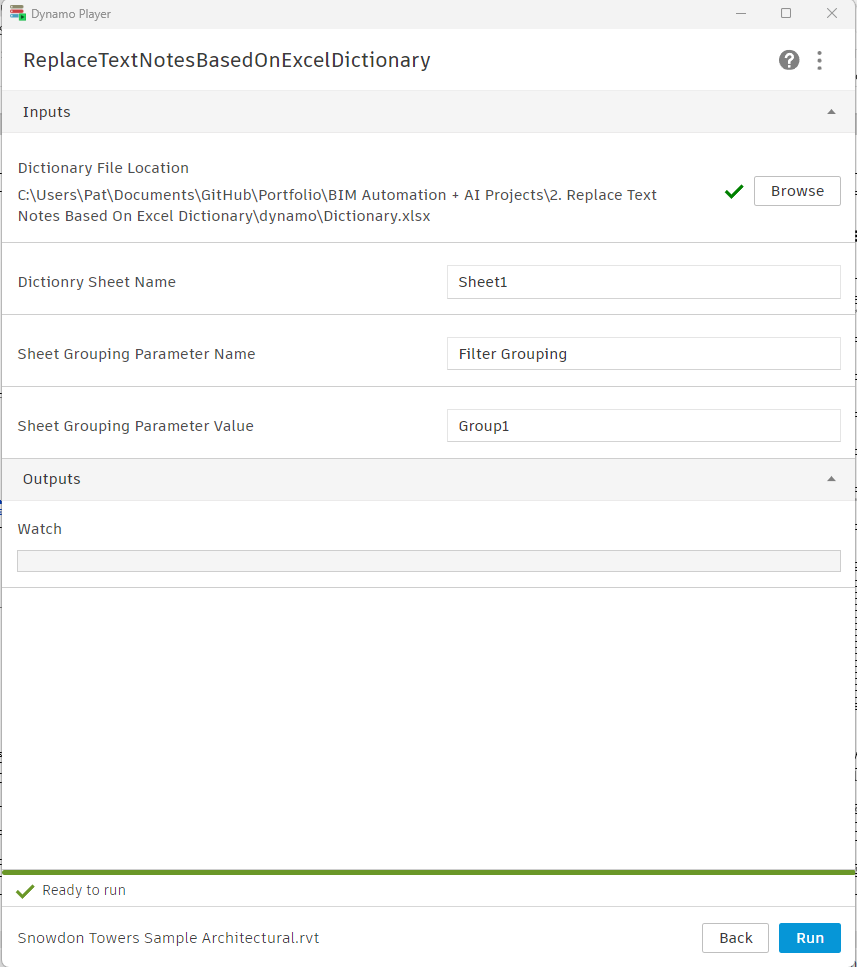 Dynamo Player
ReplaceTextNotesBasedOnExcelDictionary
Inputs
Dictionary File Location
C:\Users\Pat\Documents\GitHub\Portfolio\BIM Automation + AI Projects\2. Replace Text
Notes Based On Excel Dictionary\dynamo\Dictionary.xlsx
Browse
Dictionry Sheet Name
Sheet1
Sheet Grouping Parameter Name
Filter Grouping
Sheet Grouping Parameter Value
Group1
Outputs
Watch
Ready to run
Snowdon Towers Sample Architectural.rvt
Back
Run